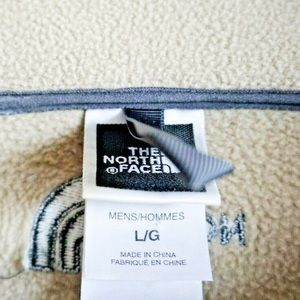 THE
NORTH
FACE
MENS/HOMMES
L/G
MADE IN CHINA
FABRIQUÉ EN CHINE